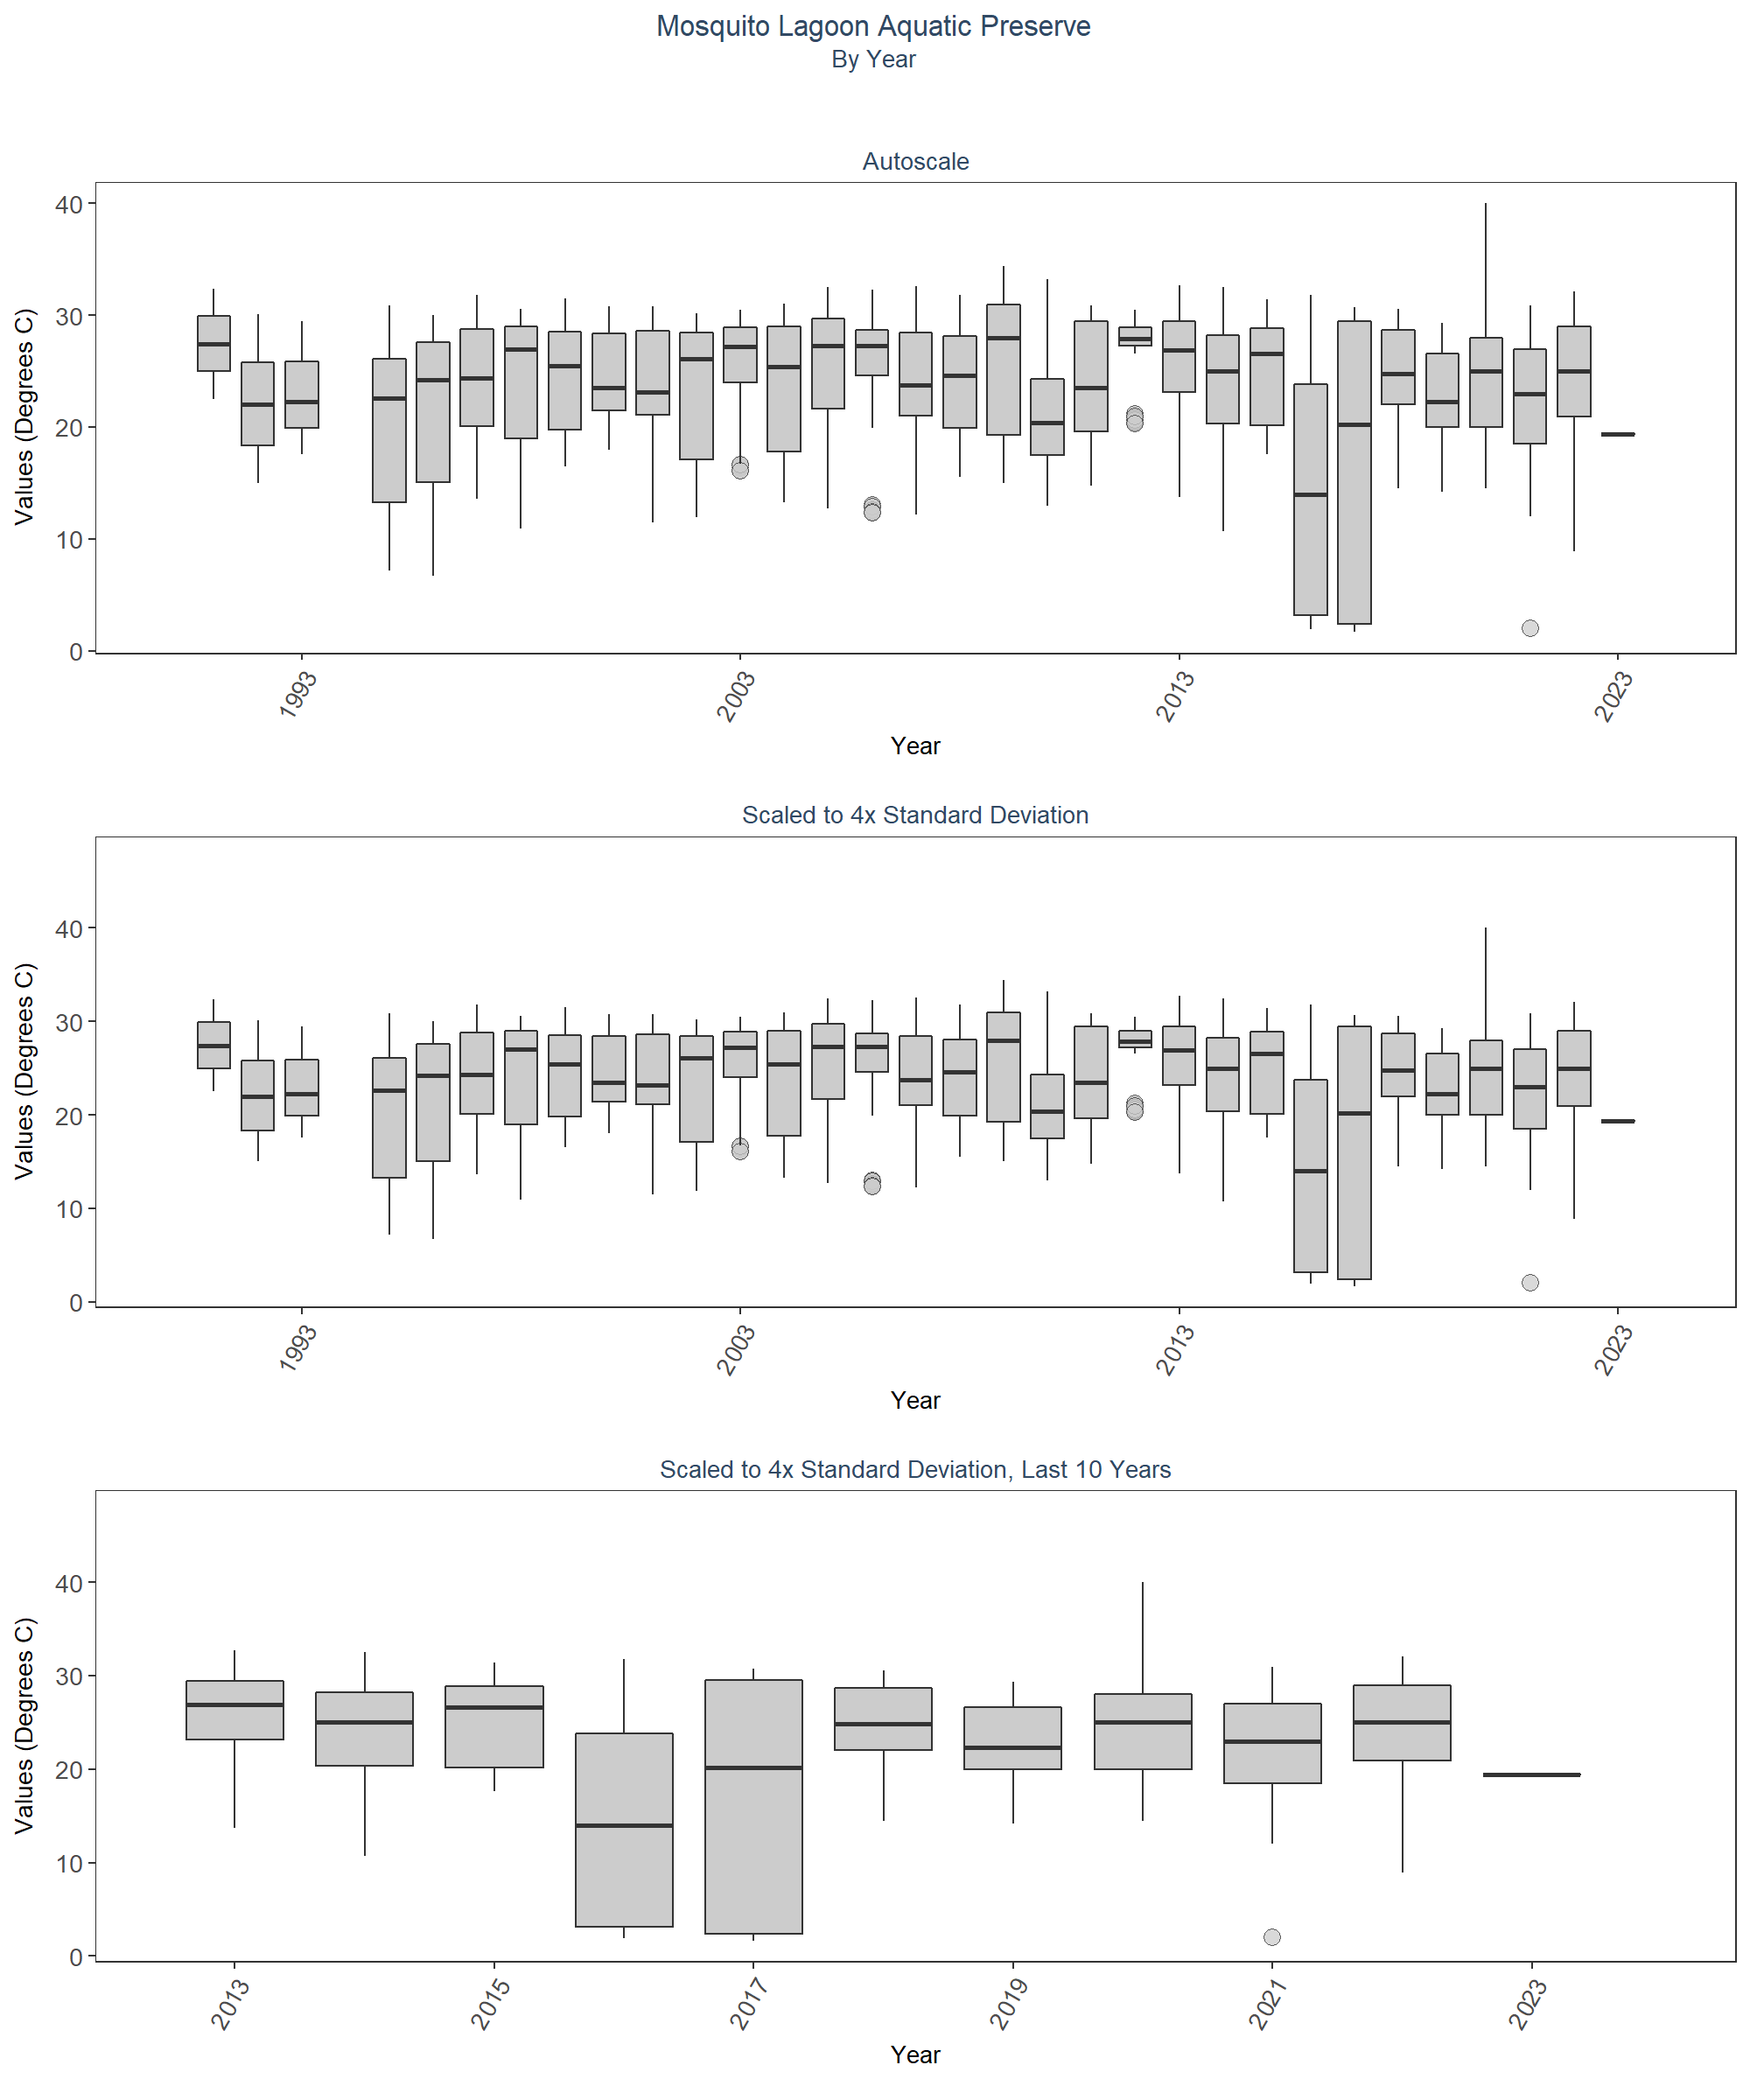 Mosquito Lagoon Aquatic Preserve
By Year
Autoscale
Values (Degrees C)
40
30
20
10
0
1993
2003
2013
2023
Year
Scaled to 4x Standard Deviation
Values (Degrees C)
40
30
20
10
0
1993
2003
2013
2023
Year
Scaled to 4x Standard Deviation, Last 10 Years
Values (Degrees C)
40
30
20
10
0
2013
2015
2017
2019
2021
2023
Year